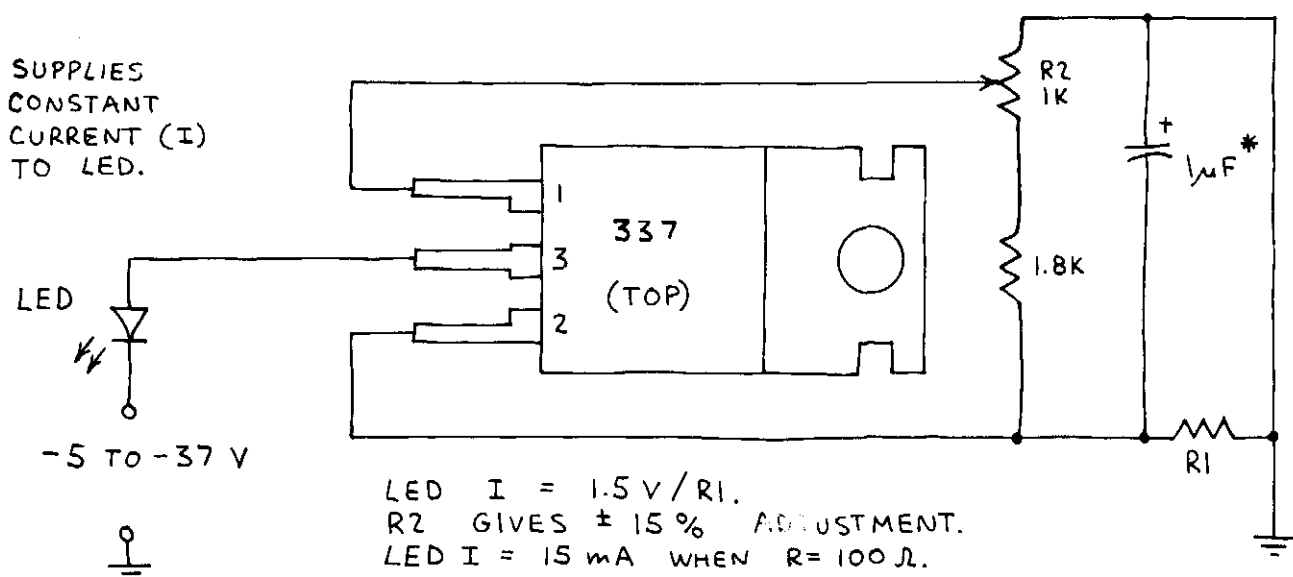 SUPPLIES
CONSTANT
CURRENT (I)
TO LED.
R2
1K
+
1µF*
1
337
3
(TOP)
2
1.8K
LED
-5 TO -37 V
R1
LED I = 1.5 V/R1.
R2 GIVES ± 15% ADJUSTMENT.
LED I = 15 mA WHEN R = 100 Ω.